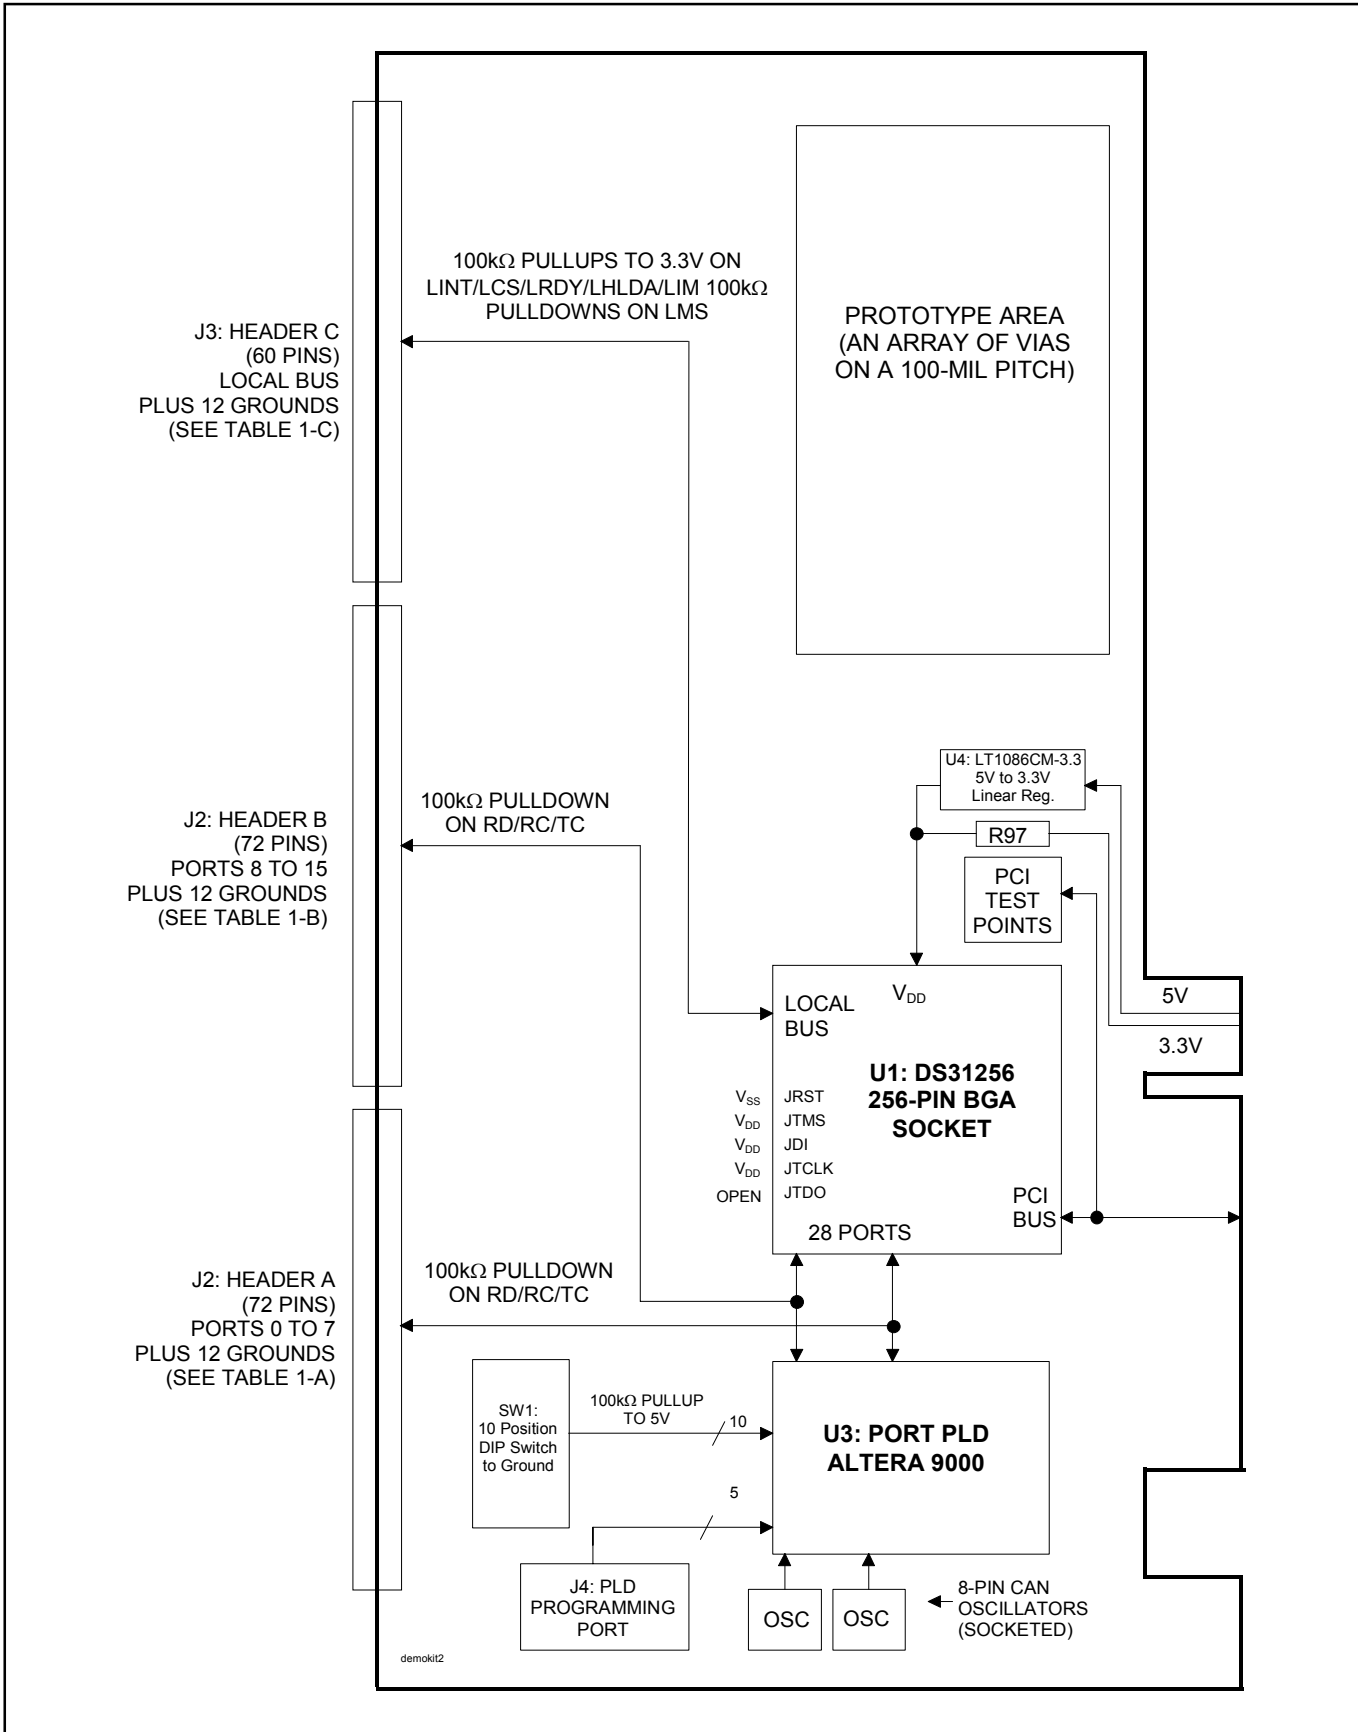 100kΩ PULLUPS TO 3.3V ON
LINT/LCS/LRDY/LHLDA/LIM 100kΩ
PULLDOWNS ON LMS
PROTOTYPE AREA
(AN ARRAY OF VIAS
ON A 100-MIL PITCH)
J3: HEADER C
(60 PINS)
LOCAL BUS
PLUS 12 GROUNDS
(SEE TABLE 1-C)
U4: LT1086CM-3.3
5V to 3.3V
Linear Reg.
R97
PCI
TEST
POINTS
100kΩ PULLDOWN
ON RD/RC/TC
J2: HEADER B
(72 PINS)
PORTS 8 TO 15
PLUS 12 GROUNDS
(SEE TABLE 1-B)
5V
3.3V
VDD
LOCAL
BUS
U1: DS31256
256-PIN BGA
SOCKET
VSS JRST
VDD JTMS
VDD JDI
VDD JTCLK
OPEN JTDO
PCI
BUS
28 PORTS
100kΩ PULLDOWN
ON RD/RC/TC
J2: HEADER A
(72 PINS)
PORTS 0 TO 7
PLUS 12 GROUNDS
(SEE TABLE 1-A)
SW1:
10 Position
DIP Switch
to Ground
100kΩ PULLUP
TO 5V
10
U3: PORT PLD
ALTERA 9000
5
J4: PLD
PROGRAMMING
PORT
OSC
OSC
8-PIN CAN
OSCILLATORS
(SOCKETED)
demokit2